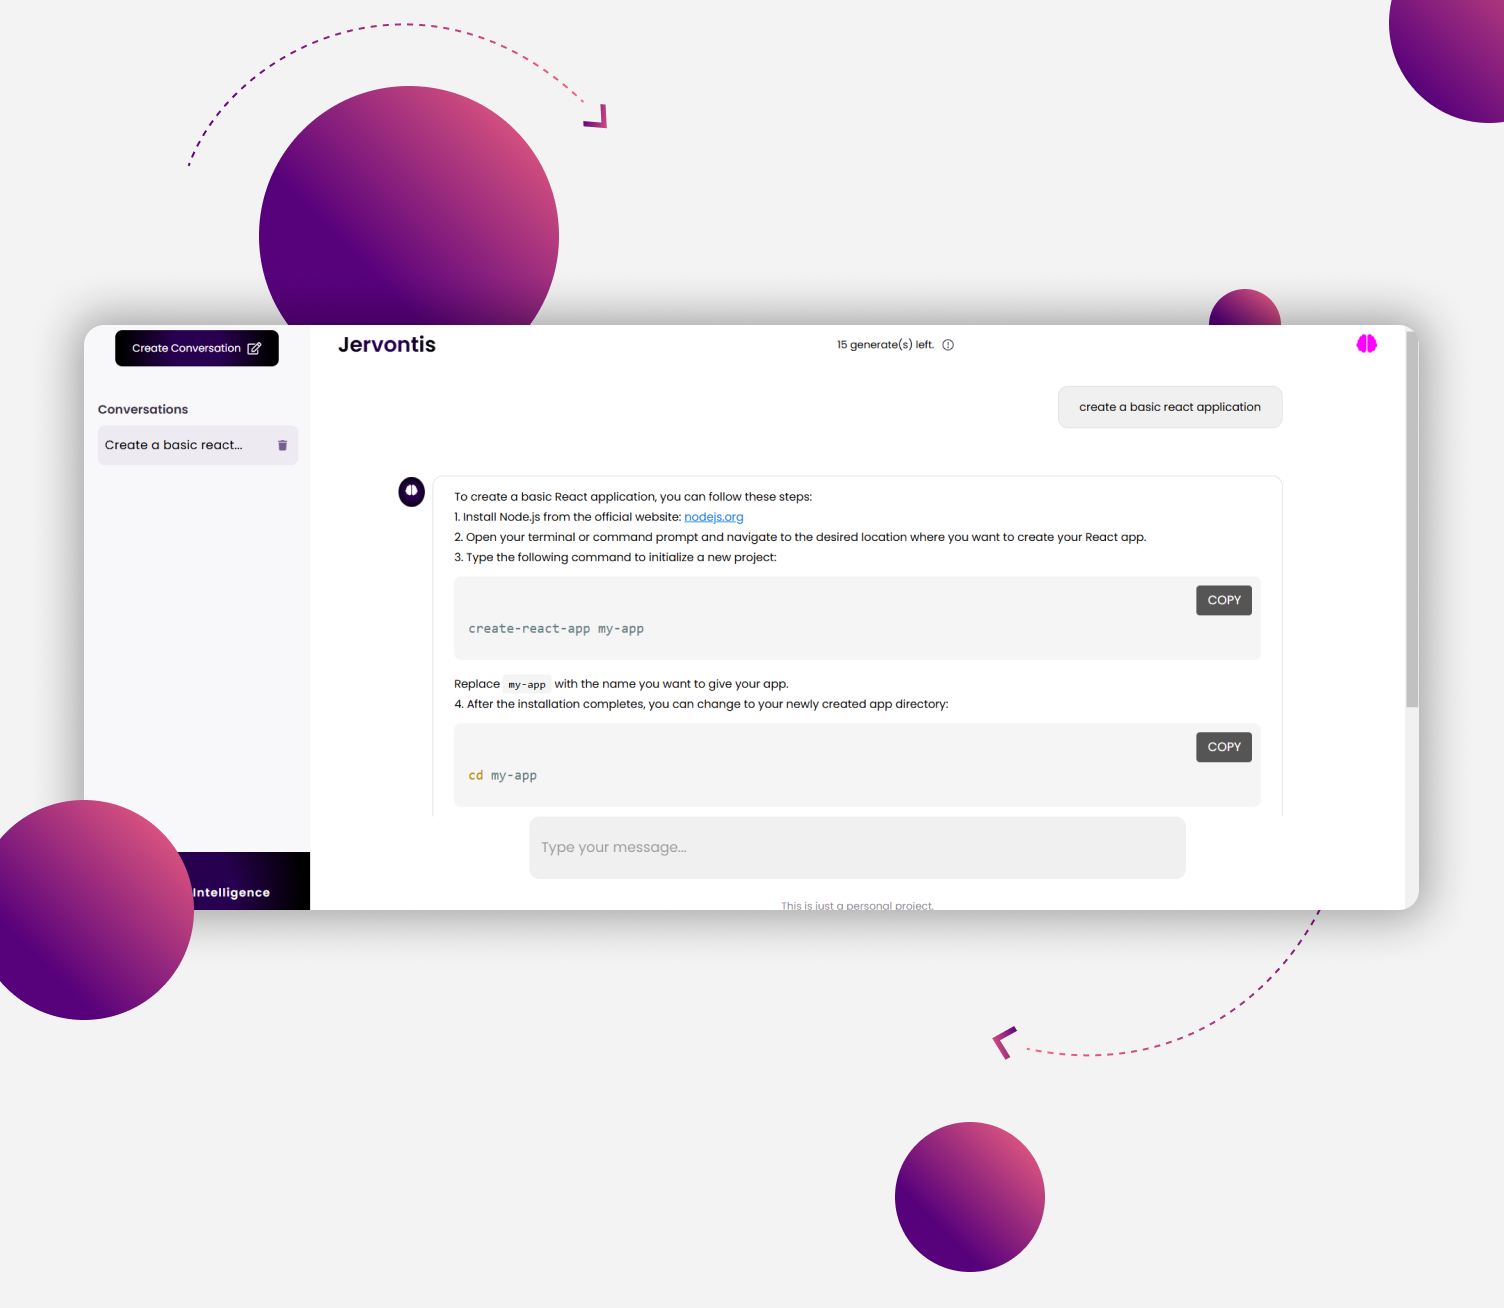 Create Conversation
Conversations
Create a basic react...
Intelligence
Jervontis
15 generate(s) left.
create a basic react application
To create a basic React application, you can follow these steps:
1. Install Node.js from the official website: nodejs.org
2. Open your terminal or command prompt and navigate to the desired location where you want to create your React app.
3. Type the following command to initialize a new project:
COPY
create-react-app my-app
Replace my-app with the name you want to give your app.
4. After the installation completes, you can change to your newly created app directory:
COPY
cd my-app
Type your message...
This is just a personal project.